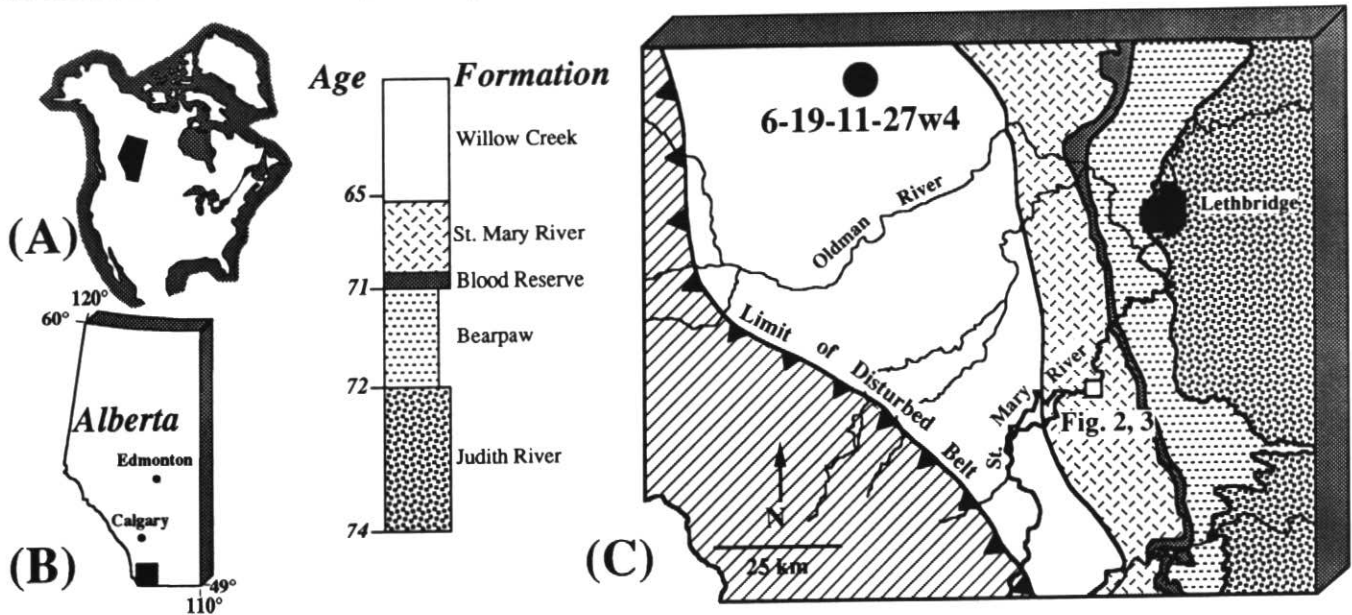 Age Formation
Willow Creek
65
St. Mary River
Blood Reserve
71
Bearpaw
72
Judith River
74
(A)
120°
60°
Alberta
Edmonton
Calgary
(B)
49°
110°
6-19-11-27w4
Oldman River
Lethbridge
Limit of Disturbed Belt
St. Mary River
Fig. 2, 3
N
25 km
(C)